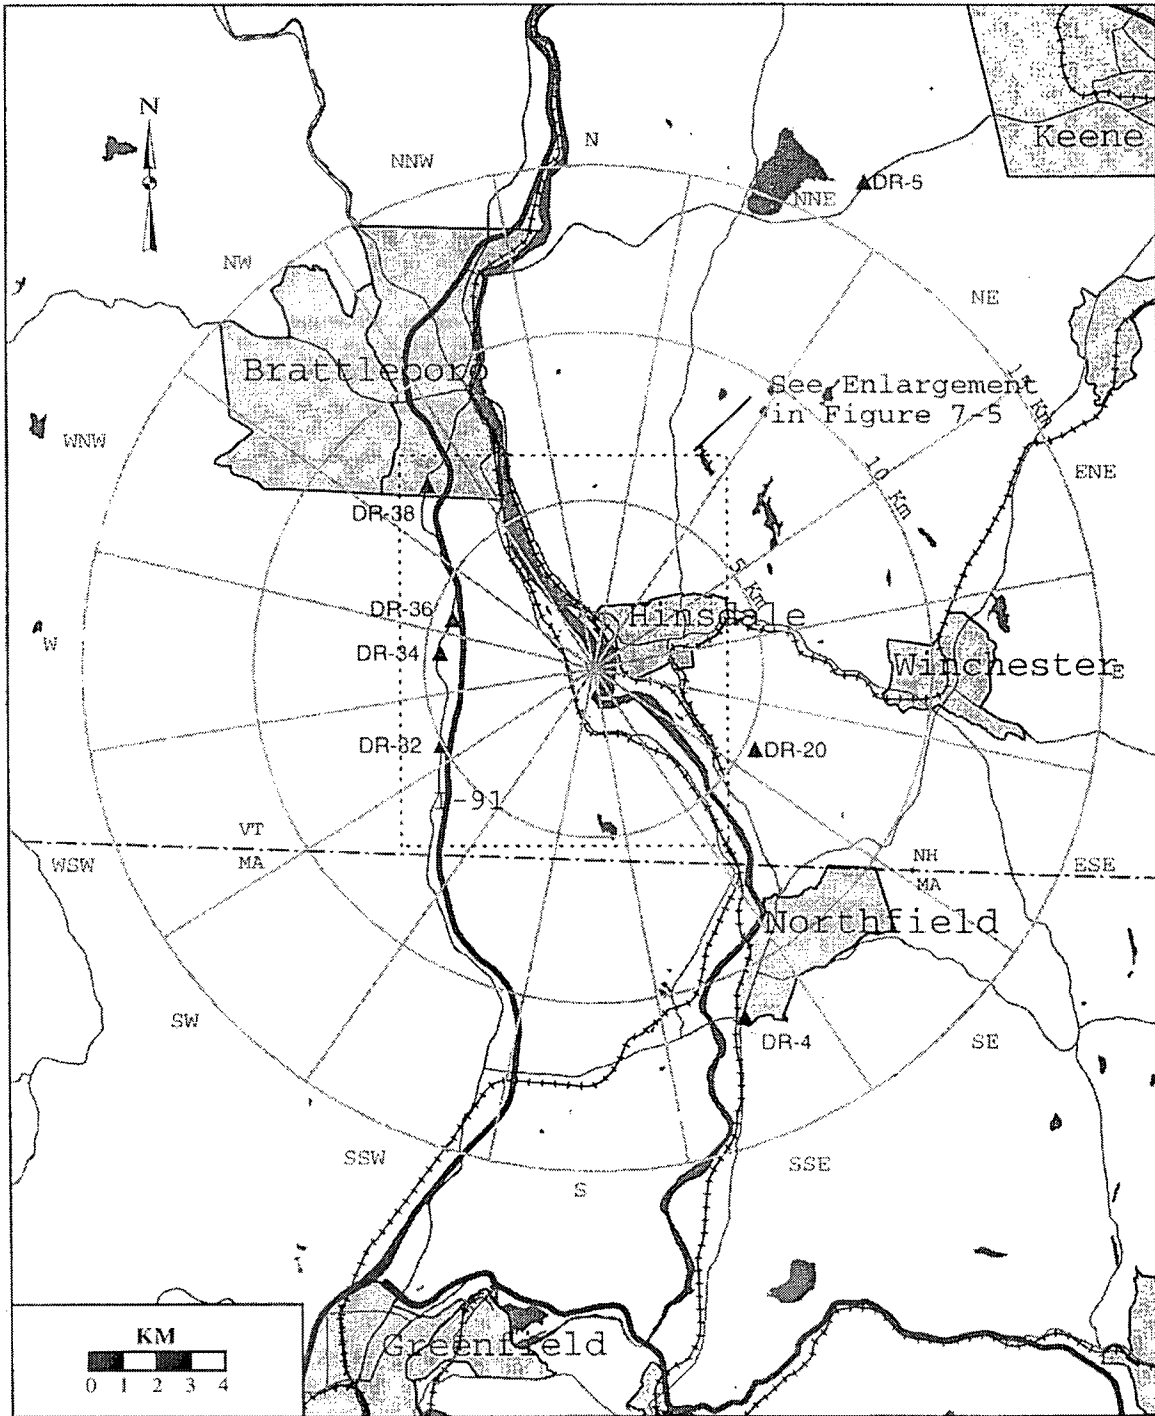 N
N
NNW
Keene
NNE
DR-5
NW
NE
Brattleboro
See Enlargement
in Figure 7-5
15 Km
WNW
10 Km
ENE
DR-38
5 Km
DR-36
Hinsdale
W
DR-34
Winchester
E
DR-32
DR-20
I-91
VT
MA
WSW
NH
MA
ESE
Northfield
SW
DR-4
SE
SSW
SSE
S
KM
0 1 2 3 4
Greenfield